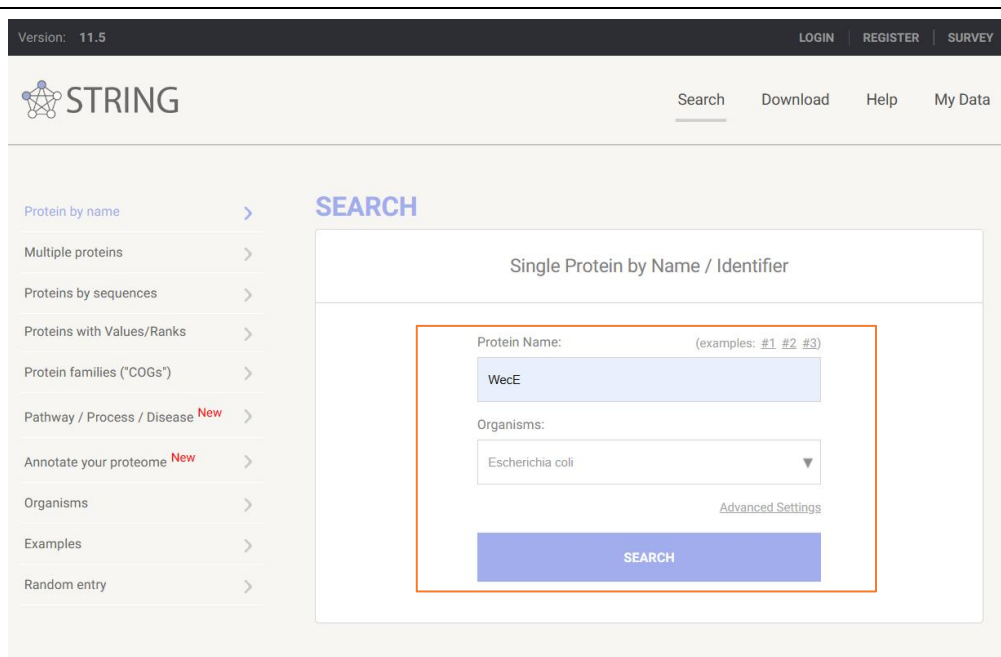 Version: 11.5 LOGIN REGISTER SURVEY
STRING
Search Download Help My Data
Protein by name
Multiple proteins
Proteins by sequences
Proteins with Values/Ranks
Protein families ("COGs")
Pathway / Process / Disease New
Annotate your proteome New
Organisms
Examples
Random entry
SEARCH
Single Protein by Name / Identifier
Protein Name: (examples: #1 #2 #3)
WecE
Organisms:
Escherichia coli
Advanced Settings
SEARCH